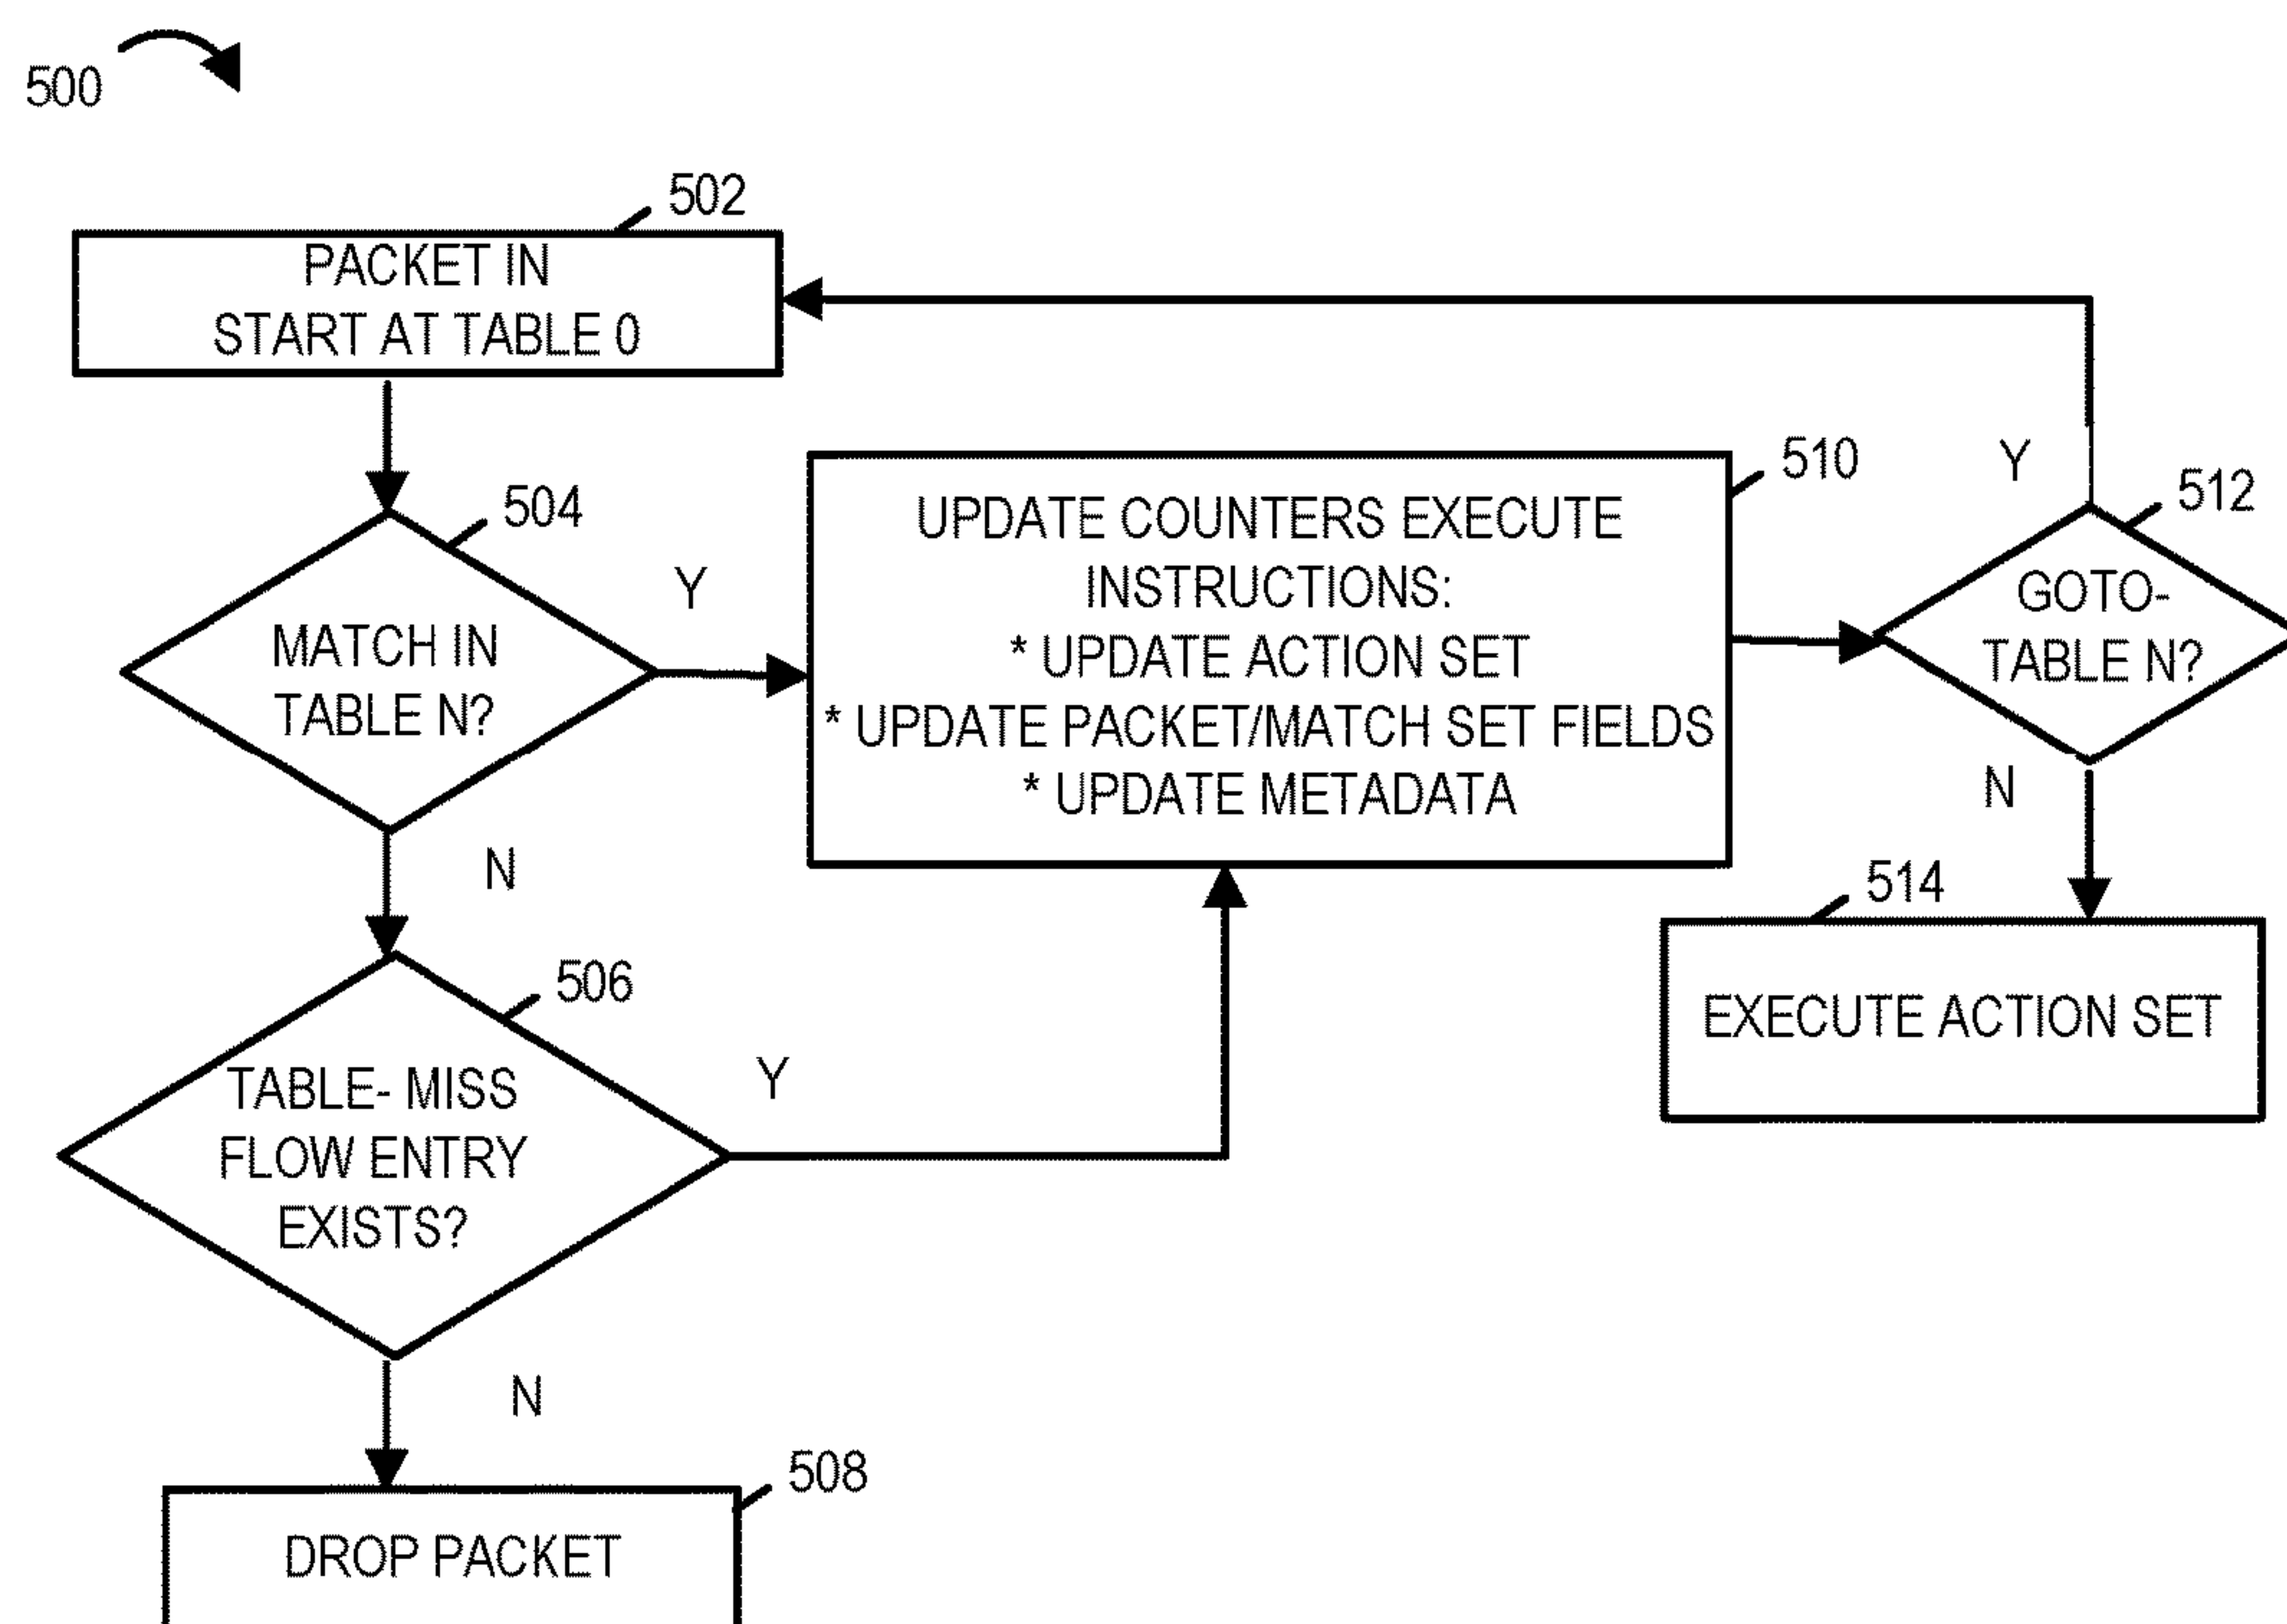 500
502
PACKET IN
START AT TABLE 0
504
MATCH IN
TABLE N?
Y
N
510
UPDATE COUNTERS EXECUTE
INSTRUCTIONS:
* UPDATE ACTION SET
* UPDATE PACKET/MATCH SET FIELDS
* UPDATE METADATA
Y
512
GOTO-
TABLE N?
N
514
EXECUTE ACTION SET
506
TABLE- MISS
FLOW ENTRY
EXISTS?
Y
N
508
DROP PACKET